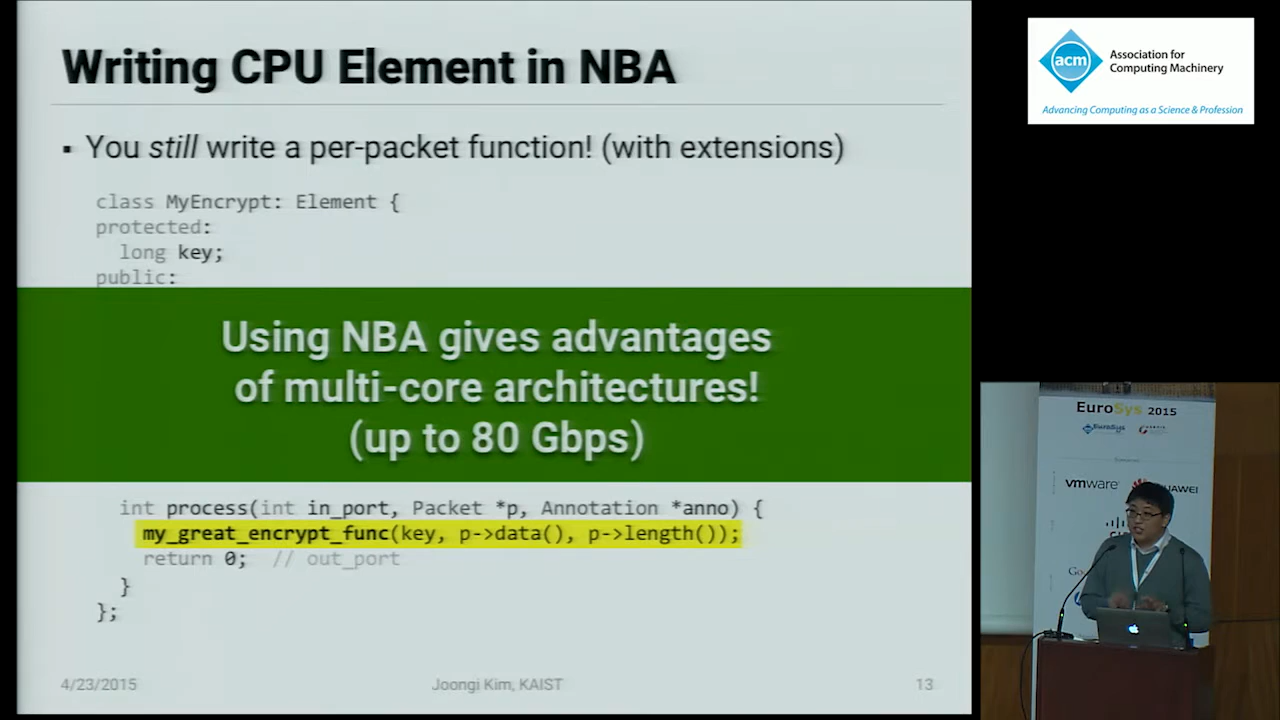 Writing CPU Element in NBA
▪ You still write a per-packet function! (with extensions)
class MyEncrypt: Element {
protected:
long key;
public:
Using NBA gives advantages
of multi-core architectures!
(up to 80 Gbps)
int process(int in_port, Packet *p, Annotation *anno) {
my_great_encrypt_func(key, p->data(), p->length());
return 0; // out_port
}
};
4/23/2015
Joongi Kim, KAIST
13
acm
Association for
Computing Machinery
Advancing Computing as a Science & Profession
EuroSys 2015
EuroSys
vmware